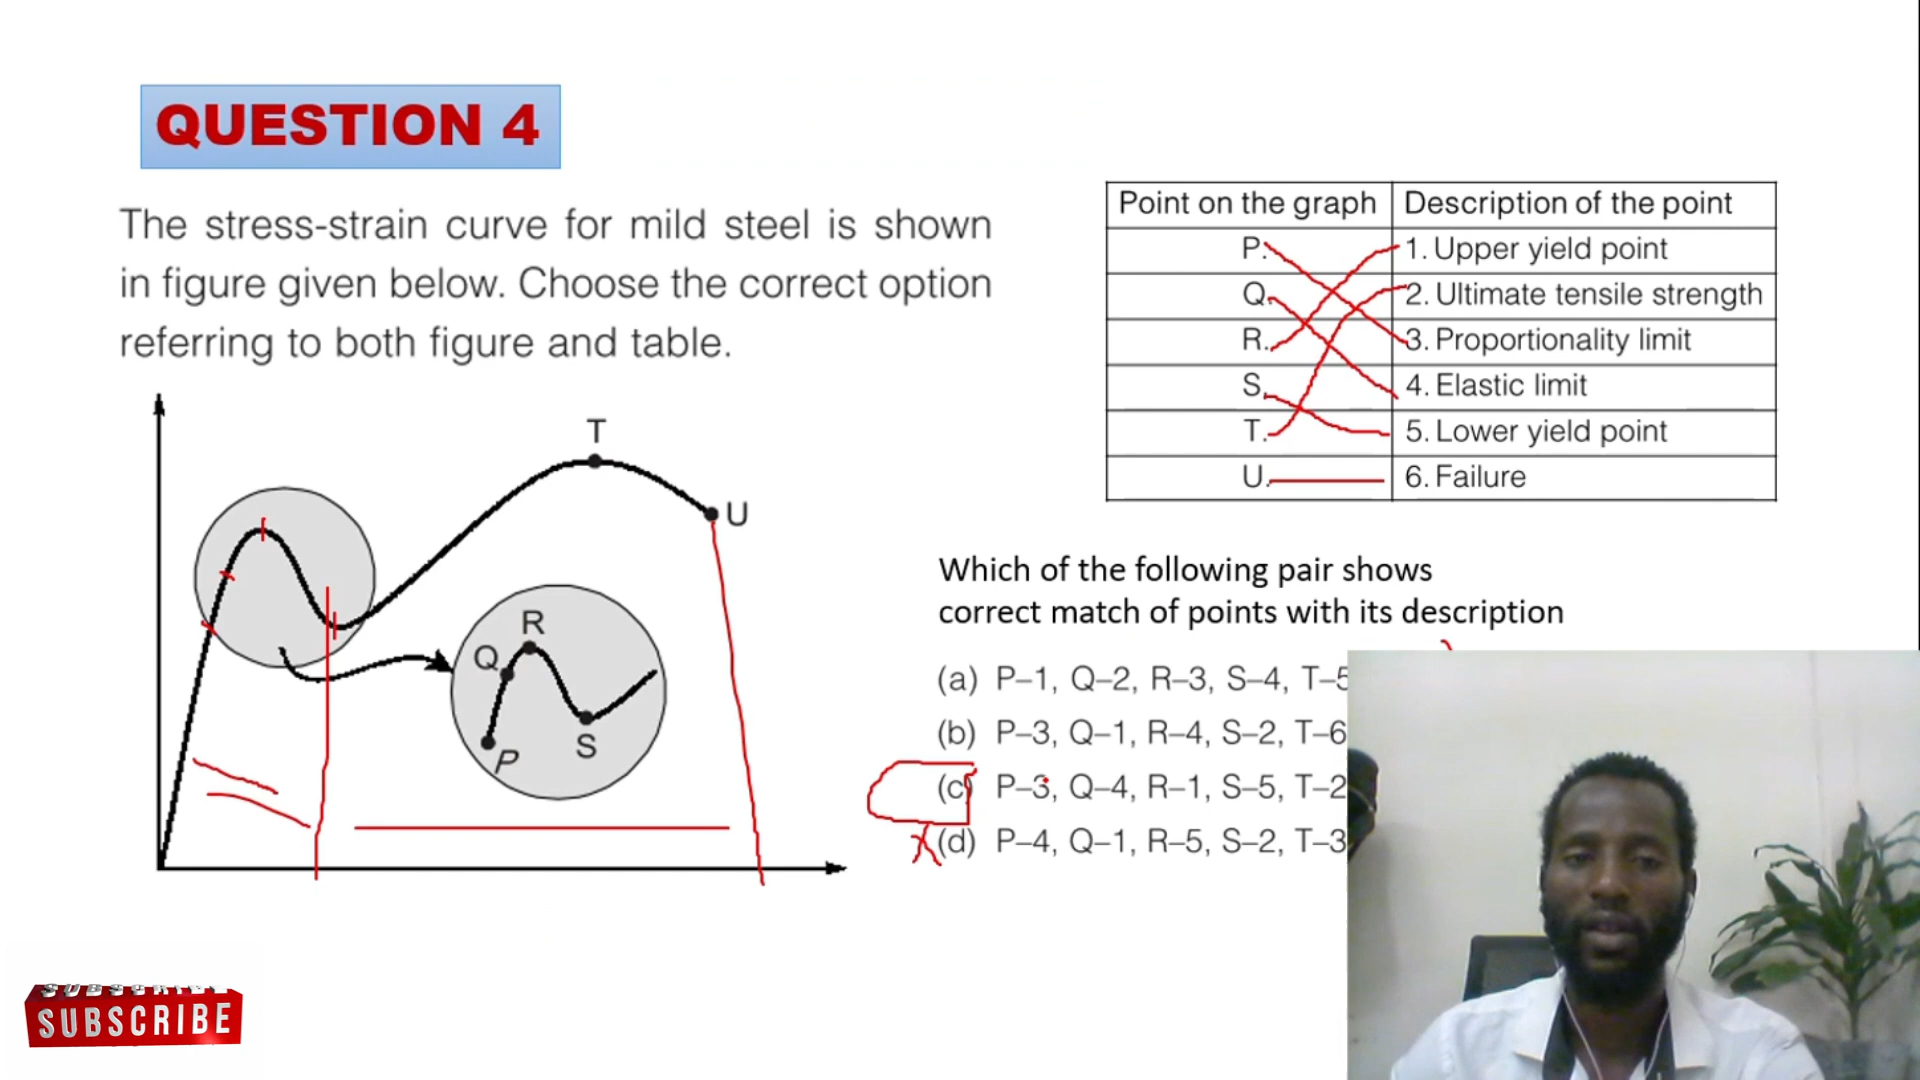 QUESTION 4
The stress-strain curve for mild steel is shown
in figure given below. Choose the correct option
referring to both figure and table.
Point on the graph Description of the point
P. 1. Upper yield point
Q. 2. Ultimate tensile strength
R. 3. Proportionality limit
S. 4. Elastic limit
T. 5. Lower yield point
U. 6. Failure
T
U
R
Q
S
P
Which of the following pair shows
correct match of points with its description
(a) P–1, Q–2, R–3, S–4, T–5
(b) P–3, Q–1, R–4, S–2, T–6
(c) P–3, Q–4, R–1, S–5, T–2
(d) P–4, Q–1, R–5, S–2, T–3
SUBSCRIBE
SUBSCRIBE